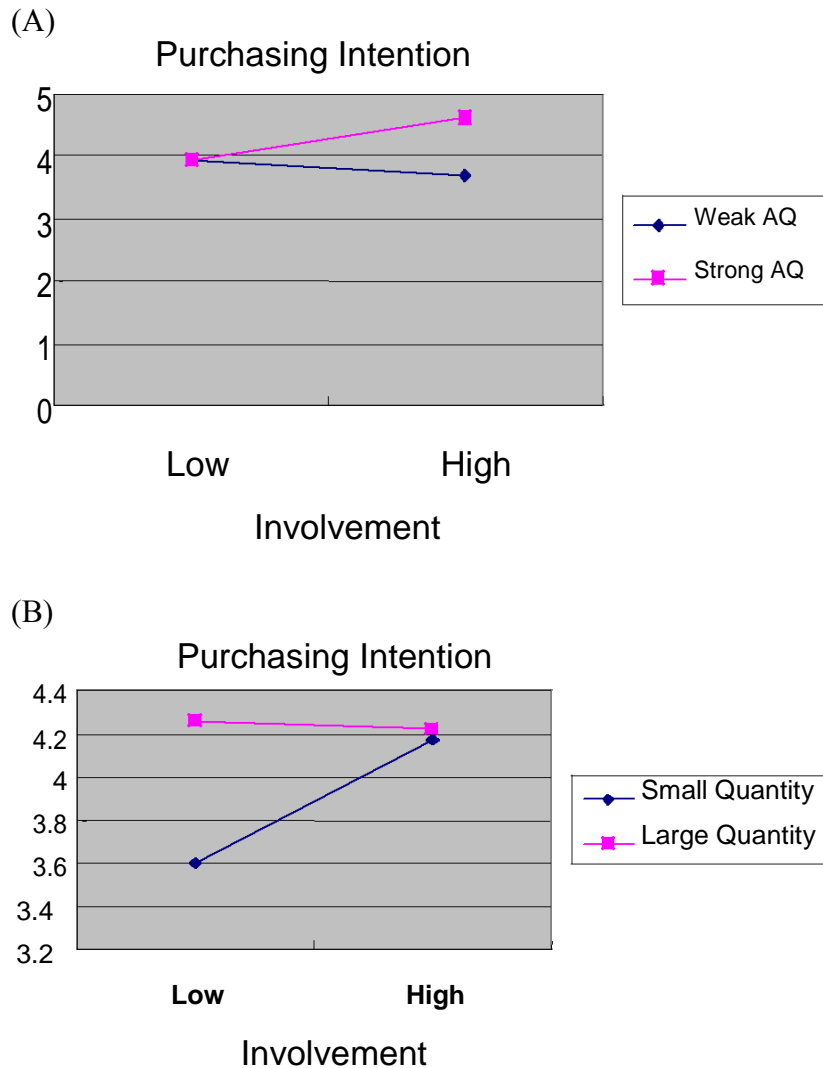 (A)
Purchasing Intention
5
4
3
2
1
0
Low High
Involvement
Weak AQ
Strong AQ
(B)
Purchasing Intention
4.4
4.2
4
3.8
3.6
3.4
3.2
Low High
Involvement
Small Quantity
Large Quantity